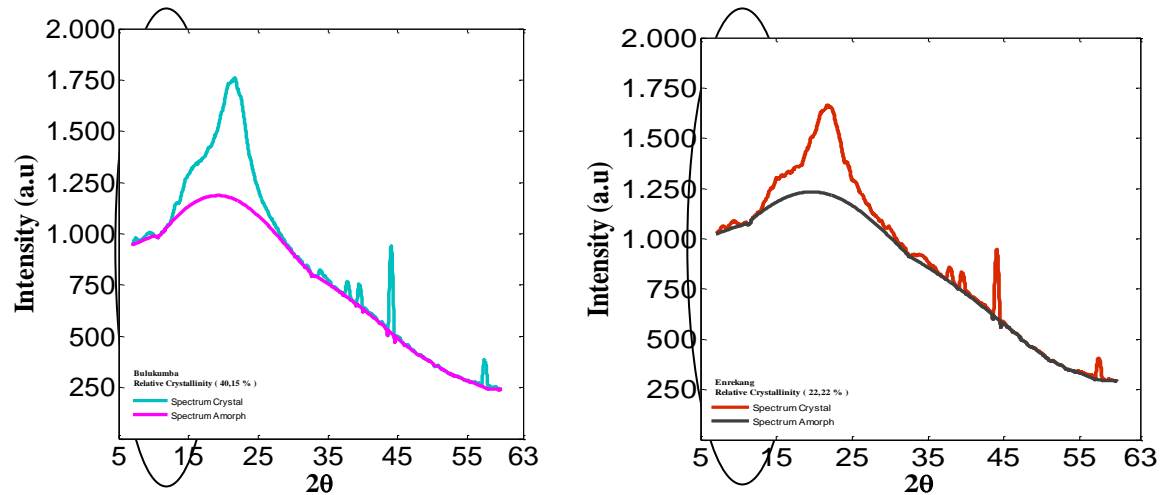 2.000
1.750
1.500
1.250
1.000
750
500
250
Intensity (a.u)
Bulukumba
Relative Crystallinity ( 40,15 % )
Spectrum Crystal
Spectrum Amorph
5 15 25 35 45 55 63
2θ
2.000
1.750
1.500
1.250
1.000
750
500
250
Intensity (a.u)
Enrekang
Relative Crystallinity ( 22,22 % )
Spectrum Crystal
Spectrum Amorph
5 15 25 35 45 55 63
2θ